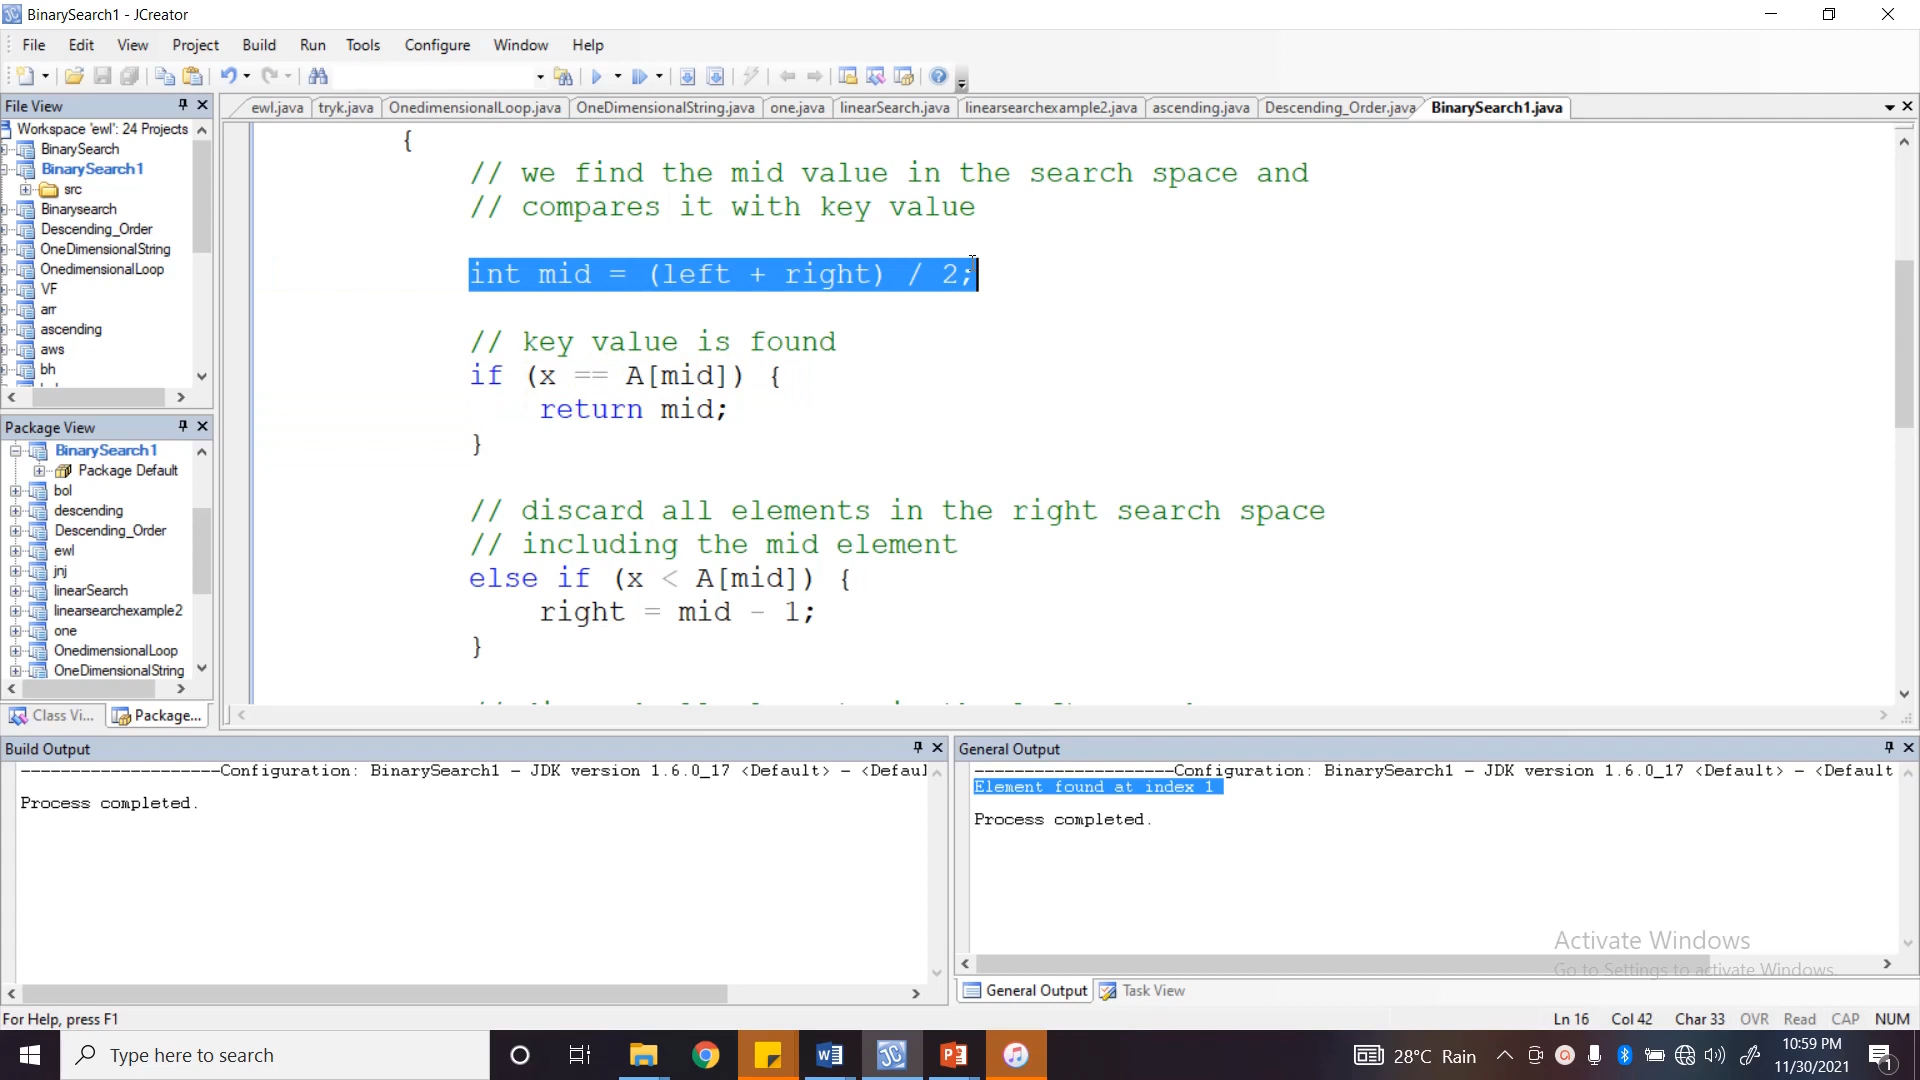 BinarySearch1 - JCreator
File Edit View Project Build Run Tools Configure Window Help
File View
Workspace 'ewl': 24 Projects
BinarySearch
BinarySearch1
src
Binarysearch
Descending_Order
OneDimensionalString
OnedimensionalLoop
VF
arr
ascending
aws
bh
Package View
BinarySearch1
Package Default
bol
descending
Descending_Order
ewl
jnj
linearSearch
linearsearchexample2
one
OnedimensionalLoop
OneDimensionalString
Class Vi... Package...
ewl.java tryk.java OnedimensionalLoop.java OneDimensionalString.java one.java linearSearch.java linearsearchexample2.java ascending.java Descending_Order.java BinarySearch1.java
{
// we find the mid value in the search space and
// compares it with key value
int mid = (left + right) / 2;
// key value is found
if (x == A[mid]) {
return mid;
}
// discard all elements in the right search space
// including the mid element
else if (x < A[mid]) {
right = mid - 1;
}
Build Output
--------------------Configuration: BinarySearch1 - JDK version 1.6.0_17 <Default> - <Defaul
Process completed.
General Output
--------------------Configuration: BinarySearch1 - JDK version 1.6.0_17 <Default> - <Default
Element found at index 1
Process completed.
Activate Windows
Go to Settings to activate Windows.
General Output Task View
For Help, press F1
Ln 16 Col 42 Char 33 OVR Read CAP NUM
Type here to search
28°C Rain
10:59 PM
11/30/2021
1